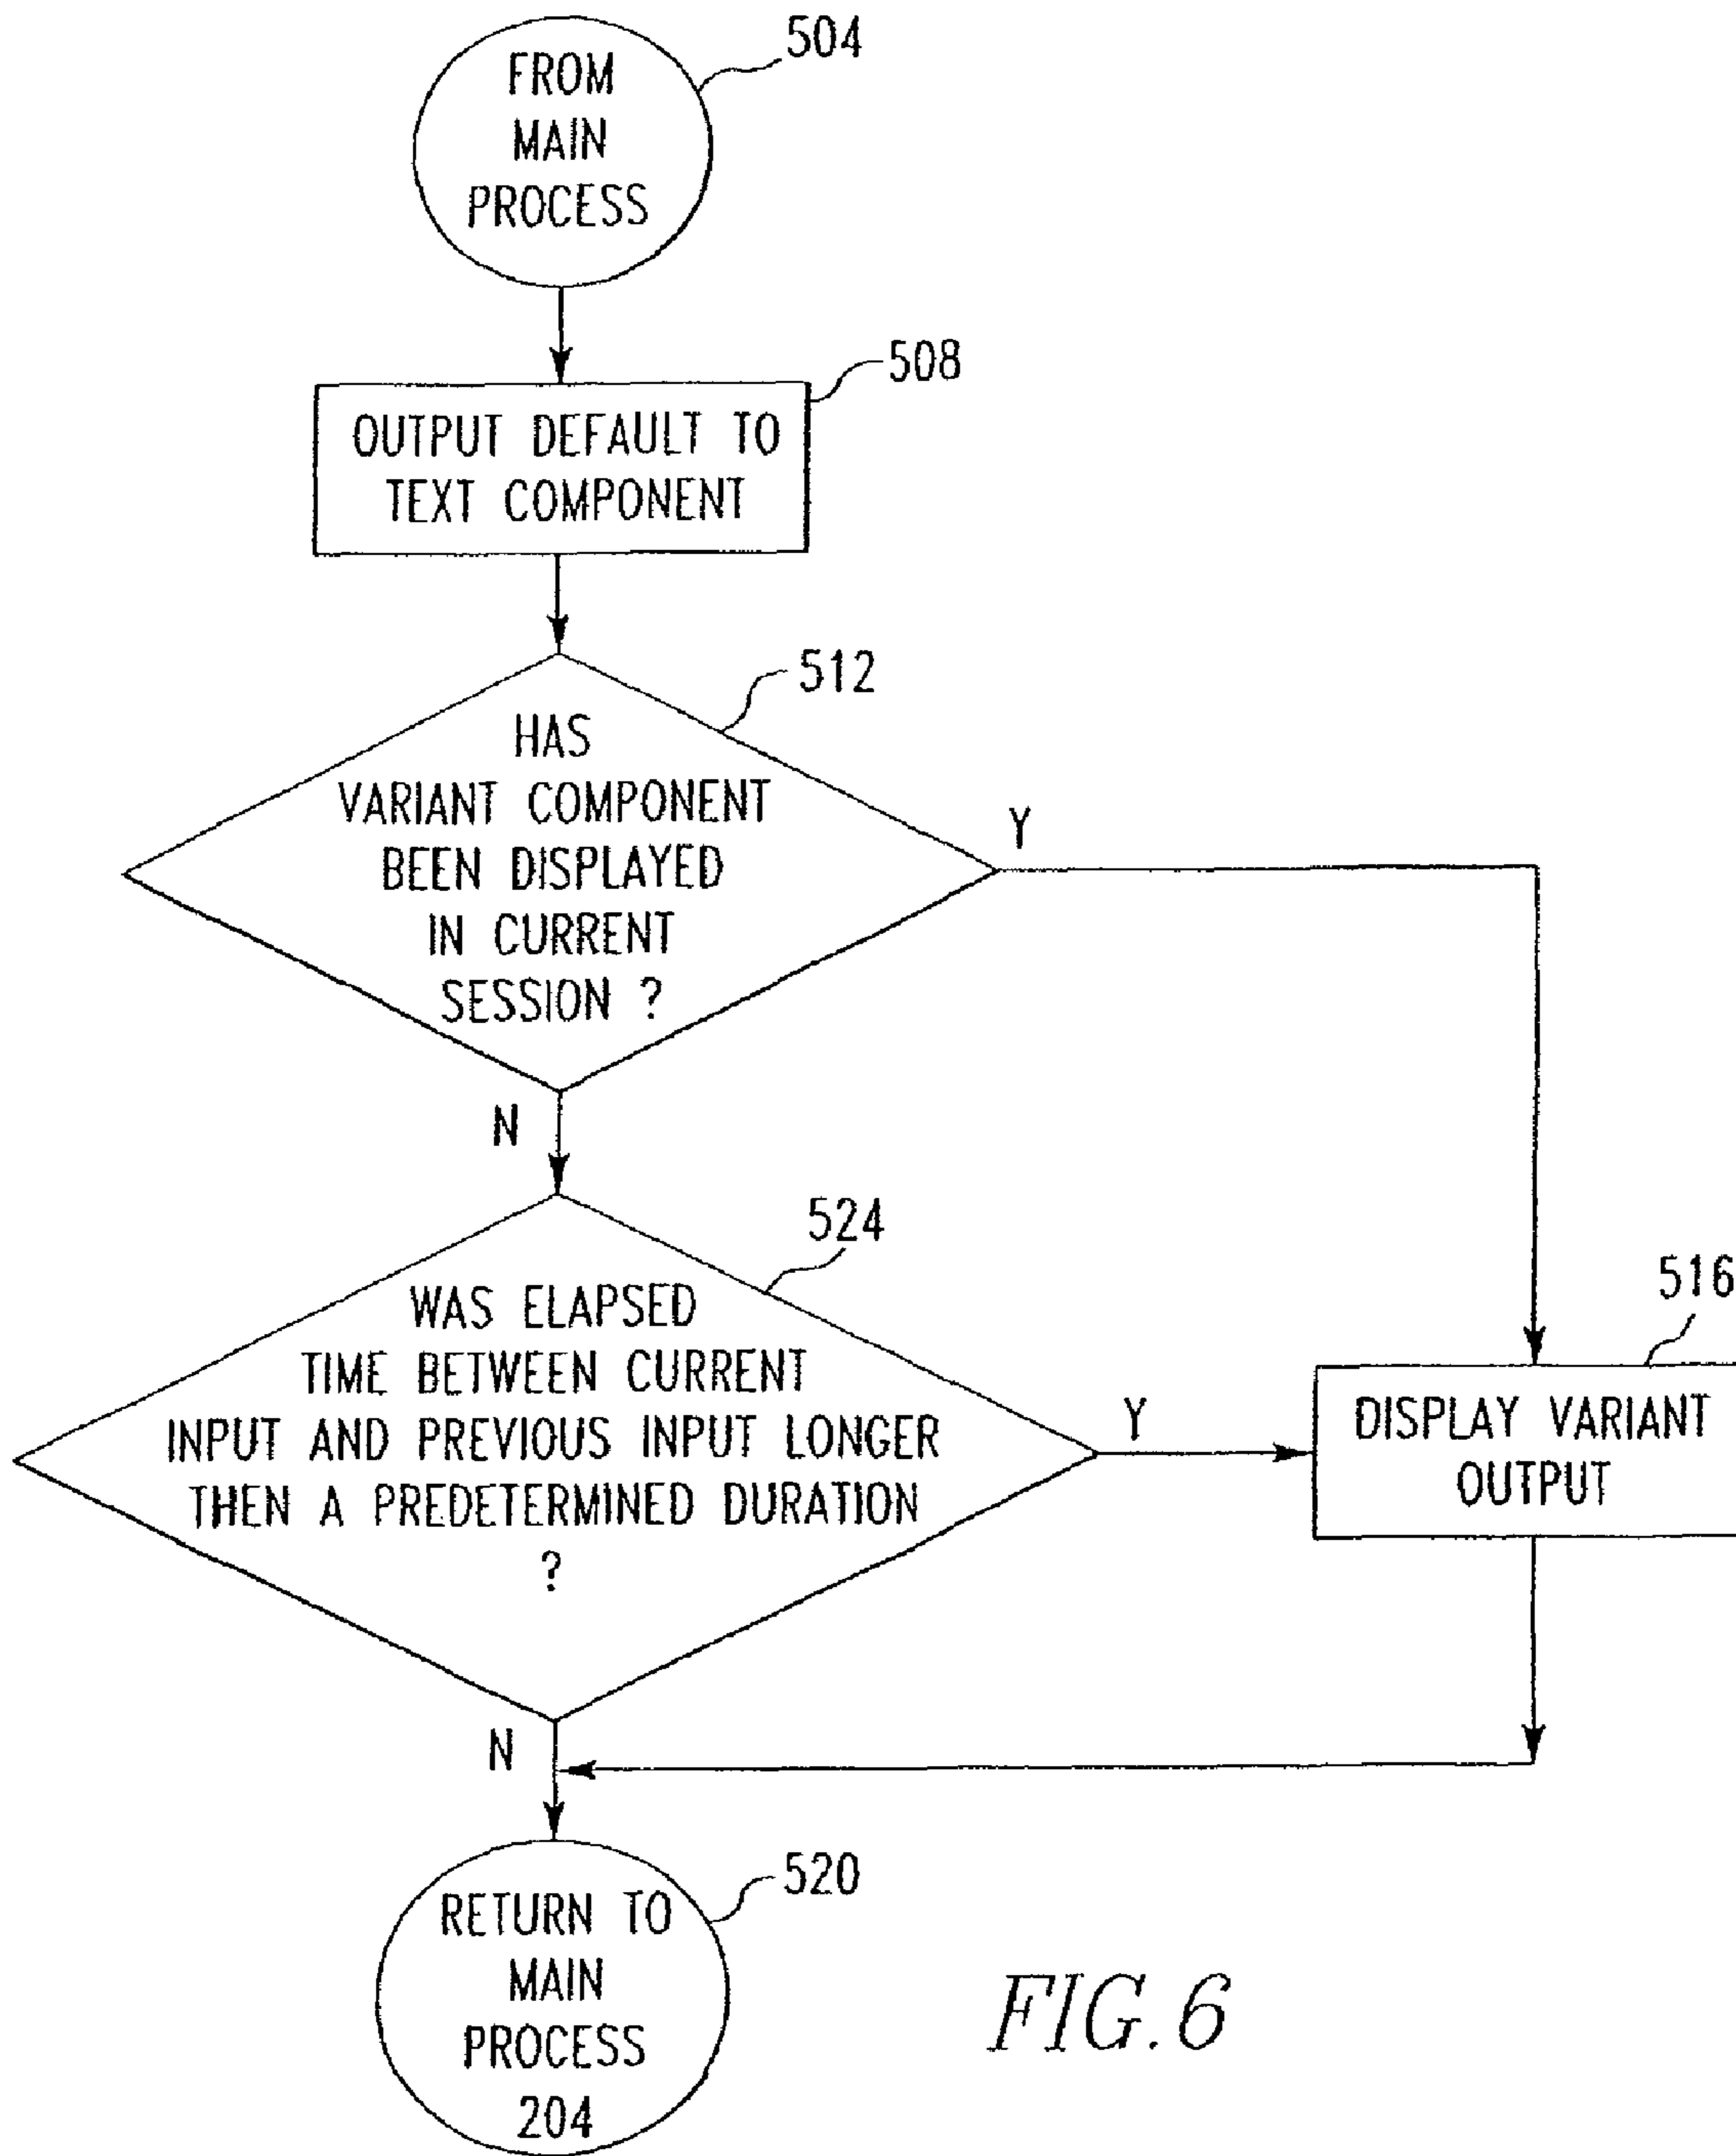 504
FROM
MAIN
PROCESS
508
OUTPUT DEFAULT TO
TEXT COMPONENT
512
HAS
VARIANT COMPONENT
BEEN DISPLAYED
IN CURRENT
SESSION ?
Y
N
524
WAS ELAPSED
TIME BETWEEN CURRENT
INPUT AND PREVIOUS INPUT LONGER
THEN A PREDETERMINED DURATION
?
Y
516
DISPLAY VARIANT
OUTPUT
N
520
RETURN TO
MAIN
PROCESS
204
FIG. 6